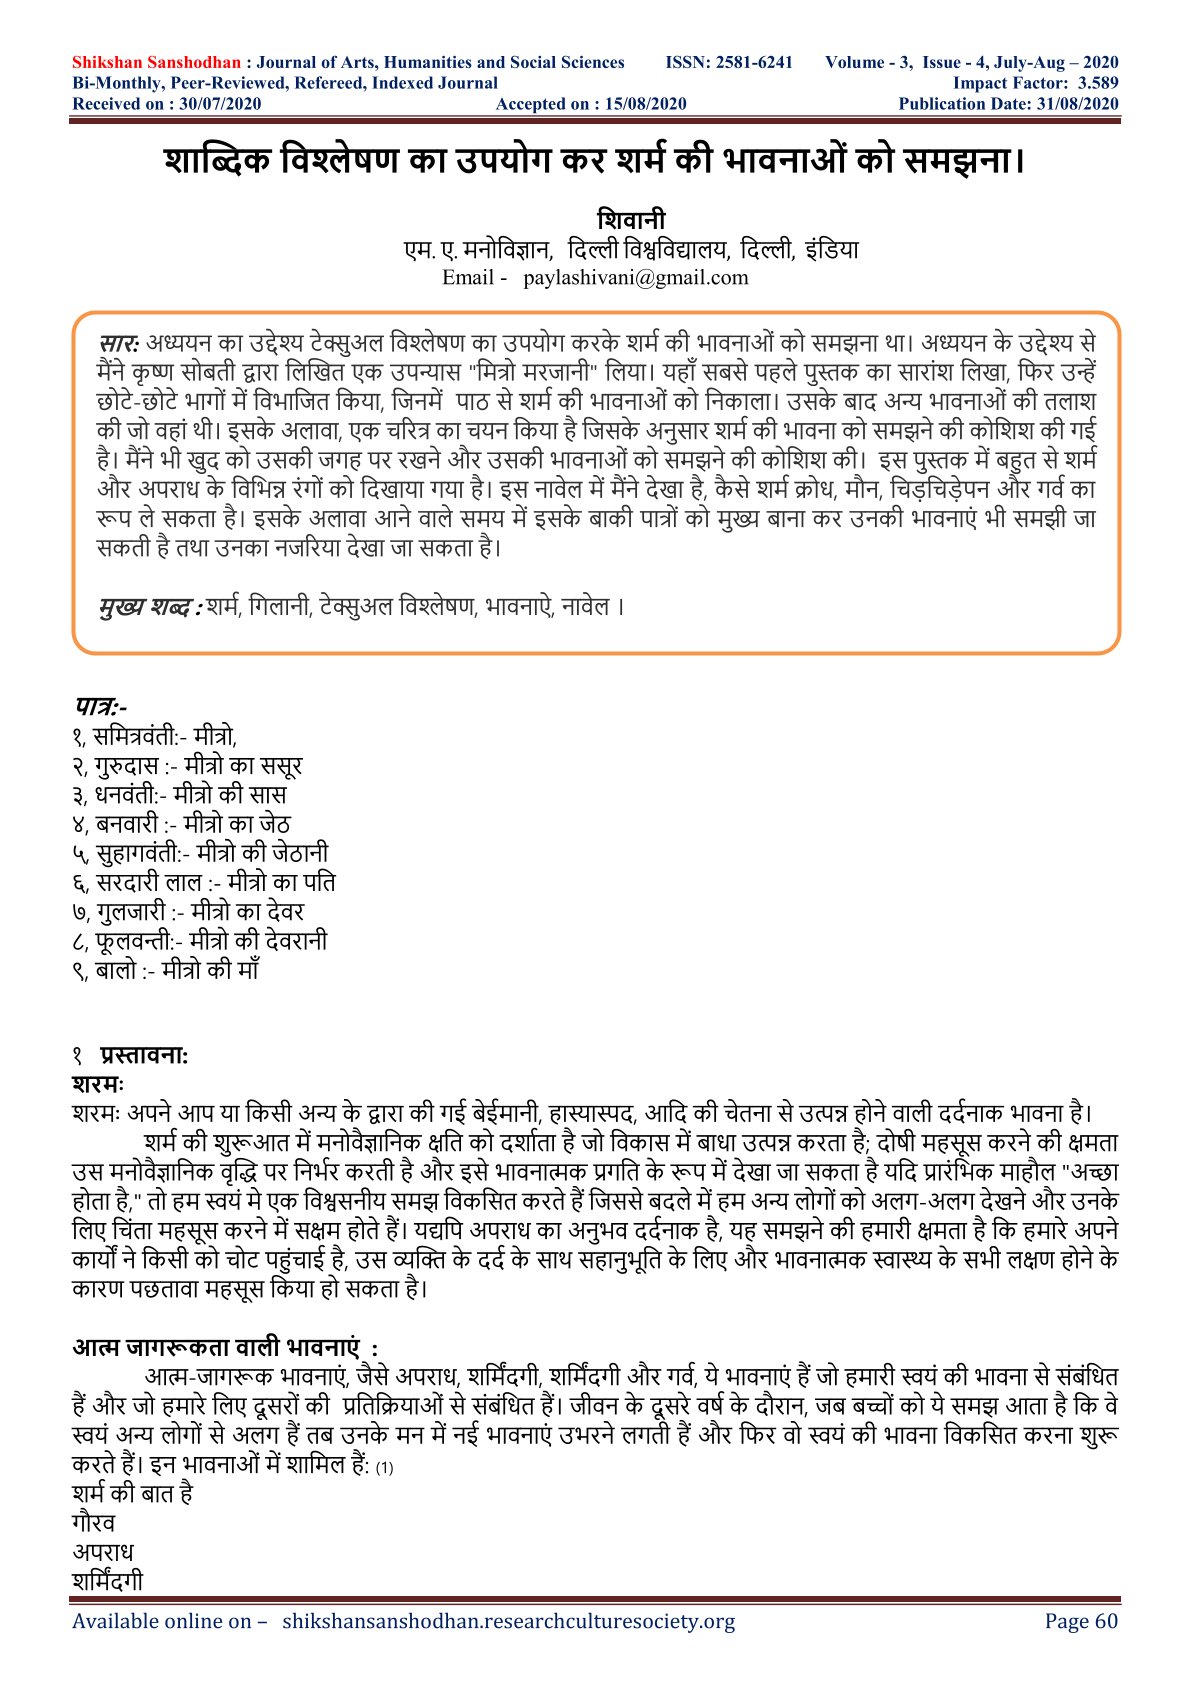 Shikshan Sanshodhan : Journal of Arts, Humanities and Social Sciences ISSN: 2581-6241 Volume - 3, Issue - 4, July-Aug – 2020
Bi-Monthly, Peer-Reviewed, Refereed, Indexed Journal Impact Factor: 3.589
Received on : 30/07/2020 Accepted on : 15/08/2020 Publication Date: 31/08/2020
शाब्दिक विश्लेषण का उपयोग कर शर्म की भावनाओं को समझना।
शिवानी
एम. ए. मनोविज्ञान, दिल्ली विश्वविद्यालय, दिल्ली, इंडिया
Email - paylashivani@gmail.com
सार: अध्ययन का उद्देश्य टेक्सुअल विश्लेषण का उपयोग करके शर्म की भावनाओं को समझना था। अध्ययन के उद्देश्य से
मैंने कृष्ण सोबती द्वारा लिखित एक उपन्यास "मित्रो मरजानी" लिया। यहाँ सबसे पहले पुस्तक का सारांश लिखा, फिर उन्हें
छोटे-छोटे भागों में विभाजित किया, जिनमें पाठ से शर्म की भावनाओं को निकाला। उसके बाद अन्य भावनाओं की तलाश
की जो वहां थी। इसके अलावा, एक चरित्र का चयन किया है जिसके अनुसार शर्म की भावना को समझने की कोशिश की गई
है। मैंने भी खुद को उसकी जगह पर रखने और उसकी भावनाओं को समझने की कोशिश की। इस पुस्तक में बहुत से शर्म
और अपराध के विभिन्न रंगों को दिखाया गया है। इस नावेल में मैंने देखा है, कैसे शर्म क्रोध, मौन, चिड़चिड़ेपन और गर्व का
रूप ले सकता है। इसके अलावा आने वाले समय में इसके बाकी पात्रों को मुख्य बाना कर उनकी भावनाएं भी समझी जा
सकती है तथा उनका नजरिया देखा जा सकता है।
मुख्य शब्द : शर्म, गिलानी, टेक्सुअल विश्लेषण, भावनाऐ, नावेल ।
पात्र:-
१, समित्रवंती:- मीत्रो,
२, गुरुदास :- मीत्रो का ससूर
३, धनवंती:- मीत्रो की सास
४, बनवारी :- मीत्रो का जेठ
५, सुहागवंती:- मीत्रो की जेठानी
६, सरदारी लाल :- मीत्रो का पति
७, गुलजारी :- मीत्रो का देवर
८, फूलवन्ती:- मीत्रो की देवरानी
९, बालो :- मीत्रो की माँ
१ प्रस्तावना:
शरमः
शरमः अपने आप या किसी अन्य के द्वारा की गई बेईमानी, हास्यास्पद, आदि की चेतना से उत्पन्न होने वाली दर्दनाक भावना है।
शर्म की शुरूआत में मनोवैज्ञानिक क्षति को दर्शाता है जो विकास में बाधा उत्पन्न करता है; दोषी महसूस करने की क्षमता
उस मनोवैज्ञानिक वृद्धि पर निर्भर करती है और इसे भावनात्मक प्रगति के रूप में देखा जा सकता है यदि प्रारंभिक माहौल "अच्छा
होता है," तो हम स्वयं मे एक विश्वसनीय समझ विकसित करते हैं जिससे बदले में हम अन्य लोगों को अलग-अलग देखने और उनके
लिए चिंता महसूस करने में सक्षम होते हैं। यद्यपि अपराध का अनुभव दर्दनाक है, यह समझने की हमारी क्षमता है कि हमारे अपने
कार्यों ने किसी को चोट पहुंचाई है, उस व्यक्ति के दर्द के साथ सहानुभूति के लिए और भावनात्मक स्वास्थ्य के सभी लक्षण होने के
कारण पछतावा महसूस किया हो सकता है।
आत्म जागरूकता वाली भावनाएं :
आत्म-जागरूक भावनाएं, जैसे अपराध, शर्मिंदगी, शर्मिंदगी और गर्व, ये भावनाएं हैं जो हमारी स्वयं की भावना से संबंधित
हैं और जो हमारे लिए दूसरों की प्रतिक्रियाओं से संबंधित हैं। जीवन के दूसरे वर्ष के दौरान, जब बच्चों को ये समझ आता है कि वे
स्वयं अन्य लोगों से अलग हैं तब उनके मन में नई भावनाएं उभरने लगती हैं और फिर वो स्वयं की भावना विकसित करना शुरू
करते हैं। इन भावनाओं में शामिल हैं: (1)
शर्म की बात है
गौरव
अपराध
शर्मिंदगी
Available online on – shikshansanshodhan.researchculturesociety.org Page 60